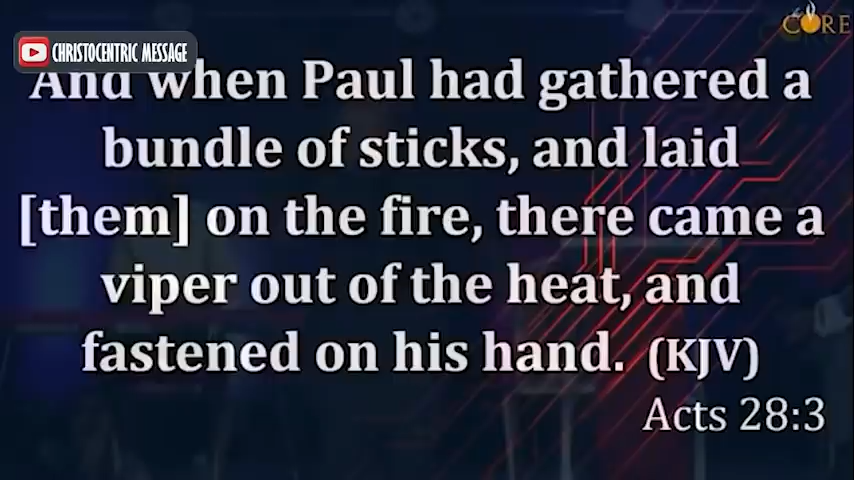 CORE
CHRISTOCENTRIC MESSAGE
And when Paul had gathered a
bundle of sticks, and laid
[them] on the fire, there came a
viper out of the heat, and
fastened on his hand. (KJV)
Acts 28:3